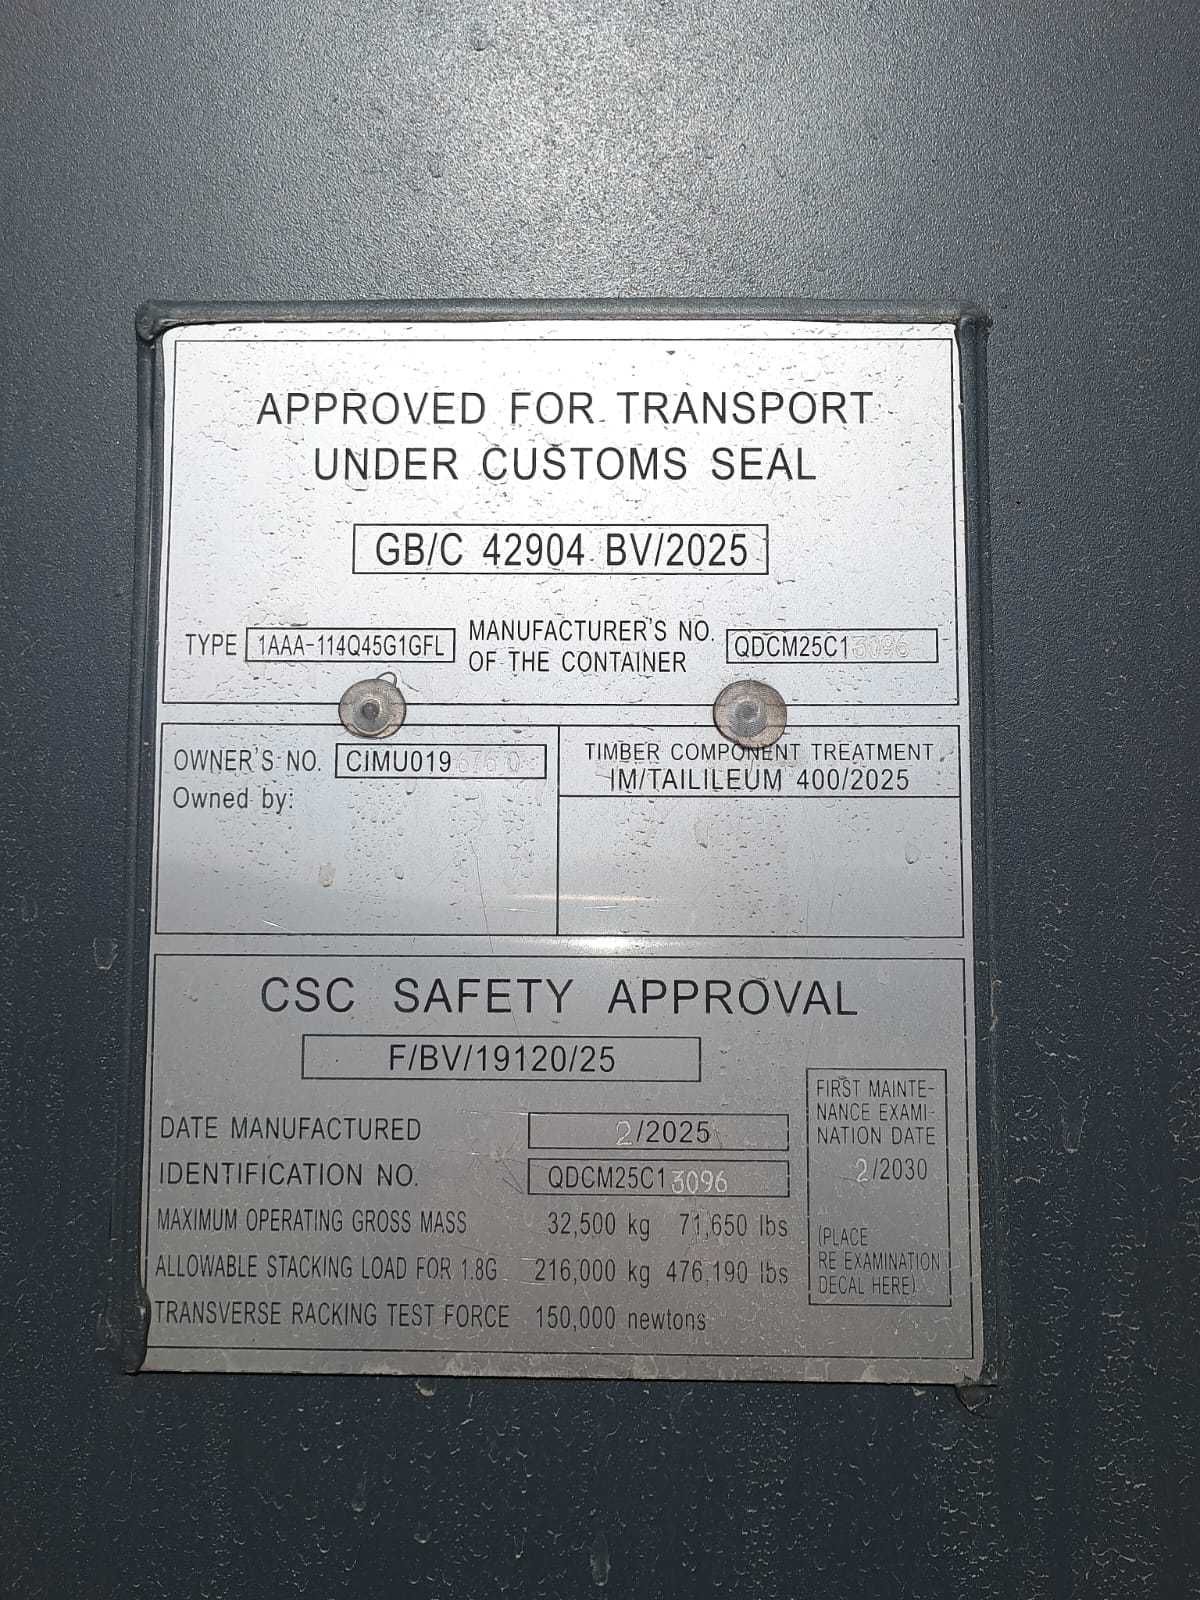 APPROVED FOR TRANSPORT
UNDER CUSTOMS SEAL
GB/C 42904 BV/2025
TYPE 1AAA-114Q45G1GFL
MANUFACTURER'S NO.
OF THE CONTAINER
QDCM25C13096
OWNER'S NO.
Owned by:
TIMBER COMPONENT TREATMENT
IM/TAILILEUM 400/2025
CSC SAFETY APPROVAL
F/BV/19120/25
DATE MANUFACTURED 2/2025
IDENTIFICATION NO. QDCM25C13096
MAXIMUM OPERATING GROSS MASS 32,500 kg 71,650 lbs
ALLOWABLE STACKING LOAD FOR 1.8G 216,000 kg 476,190 lbs
TRANSVERSE RACKING TEST FORCE 150,000 newtons
FIRST MAINTE-
NANCE EXAMI-
NATION DATE
2/2030
(PLACE
RE EXAMINATION
DECAL HERE)